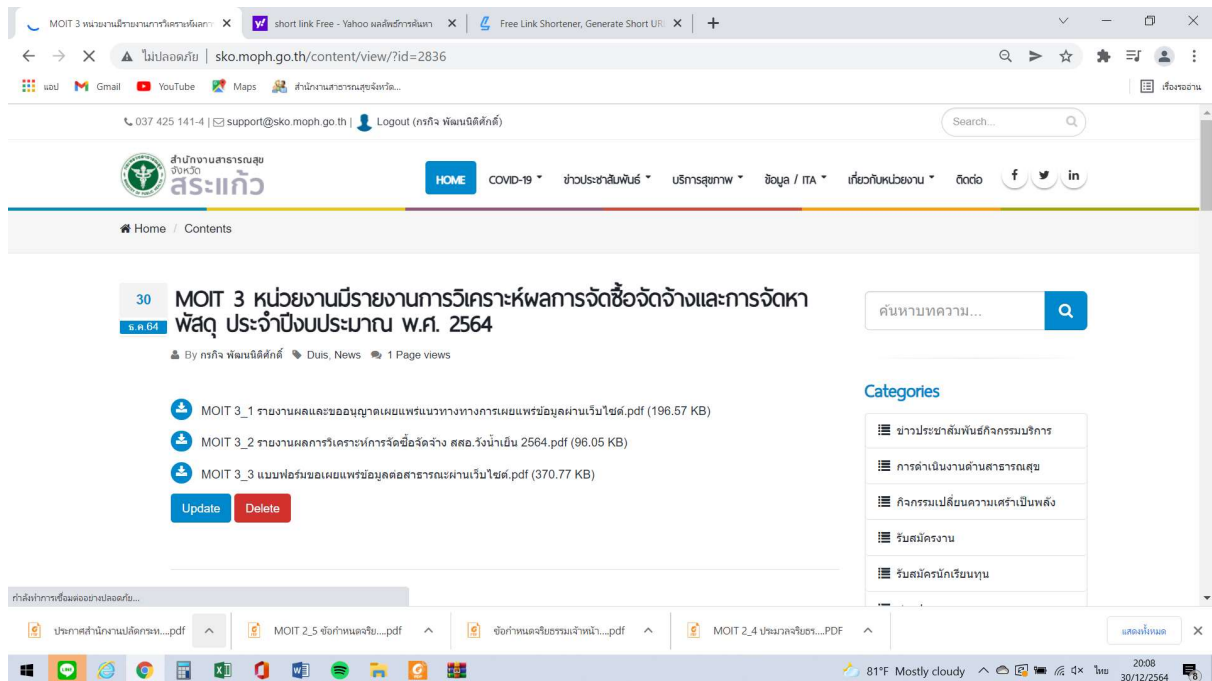 MOIT 3 หน่วยงานมีรายงานการวิเคราะห์ผลกา
short link Free - Yahoo ผลลัพธ์การค้นหา
Free Link Shortener, Generate Short UR
ไม่ปลอดภัย | sko.moph.go.th/content/view/?id=2836
แอป Gmail YouTube Maps สำนักงานสาธารณสุขจังหวัด... เรื่องรออ่าน
037 425 141-4 | support@sko.moph.go.th | Logout (กรกิจ พัฒนนิติศักดิ์) Search...
สำนักงานสาธารณสุข
จังหวัด
สระแก้ว
HOME COVID-19 ข่าวประชาสัมพันธ์ บริการสุขภาพ ข้อมูล / ITA เกี่ยวกับหน่วยงาน ติดต่อ
Home / Contents
30
ธ.ค.64
MOIT 3 หน่วยงานมีรายงานการวิเคราะห์ผลการจัดซื้อจัดจ้างและการจัดหา
พัสดุ ประจำปีงบประมาณ พ.ศ. 2564
By กรกิจ พัฒนนิติศักดิ์ Duis, News 1 Page views
MOIT 3_1 รายงานผลและขออนุญาตเผยแพร่แนวทางทางการเผยแพร่ข้อมูลผ่านเว็บไซต์.pdf (196.57 KB)
MOIT 3_2 รายงานผลการวิเคราะห์การจัดซื้อจัดจ้าง สสอ.วังน้ำเย็น 2564.pdf (96.05 KB)
MOIT 3_3 แบบฟอร์มขอเผยแพร่ข้อมูลต่อสาธารณะผ่านเว็บไซต์.pdf (370.77 KB)
Update Delete
ค้นหาบทความ...
Categories
ข่าวประชาสัมพันธ์กิจกรรมบริการ
การดำเนินงานด้านสาธารณสุข
กิจกรรมเปลี่ยนความเศร้าเป็นพลัง
รับสมัครงาน
รับสมัครนักเรียนทุน
กำลังทำการเชื่อมต่ออย่างปลอดภัย...
ประกาศสำนักงานปลัดกระท....pdf
MOIT 2_5 ข้อกำหนดจริย....pdf
ข้อกำหนดจริยธรรมเจ้าหน้า....pdf
MOIT 2_4 ประมวลจริยธร....PDF
แสดงทั้งหมด
81°F Mostly cloudy ไทย 20:08
30/12/2564